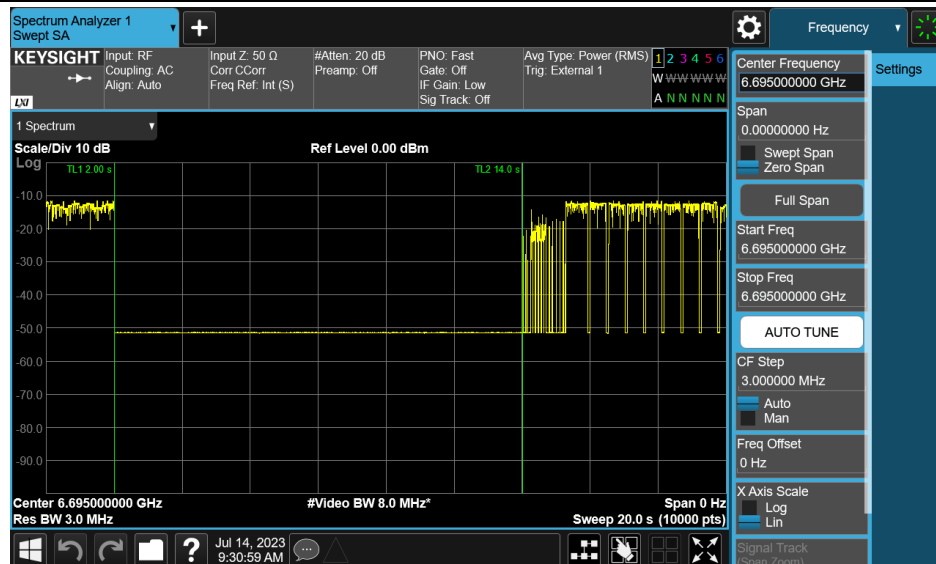 Spectrum Analyzer 1
Swept SA
+
Frequency
KEYSIGHT
LXI
Input: RF
Coupling: AC
Align: Auto
Input Z: 50 Ω
Corr CCorr
Freq Ref: Int (S)
#Atten: 20 dB
Preamp: Off
PNO: Fast
Gate: Off
IF Gain: Low
Sig Track: Off
Avg Type: Power (RMS)
Trig: External 1
1 2 3 4 5 6
W W W W W W
A N N N N N
Center Frequency
6.695000000 GHz
Settings
Span
0.00000000 Hz
Swept Span
Zero Span
Full Span
Start Freq
6.695000000 GHz
Stop Freq
6.695000000 GHz
AUTO TUNE
CF Step
3.000000 MHz
Auto
Man
Freq Offset
0 Hz
X Axis Scale
Log
Lin
Signal Track
(Span Zoom)
1 Spectrum
Scale/Div 10 dB
Ref Level 0.00 dBm
Log
TL1 2.00 s
TL2 14.0 s
-10.0
-20.0
-30.0
-40.0
-50.0
-60.0
-70.0
-80.0
-90.0
Center 6.695000000 GHz
#Video BW 8.0 MHz*
Span 0 Hz
Res BW 3.0 MHz
Sweep 20.0 s (10000 pts)
?
Jul 14, 2023
9:30:59 AM